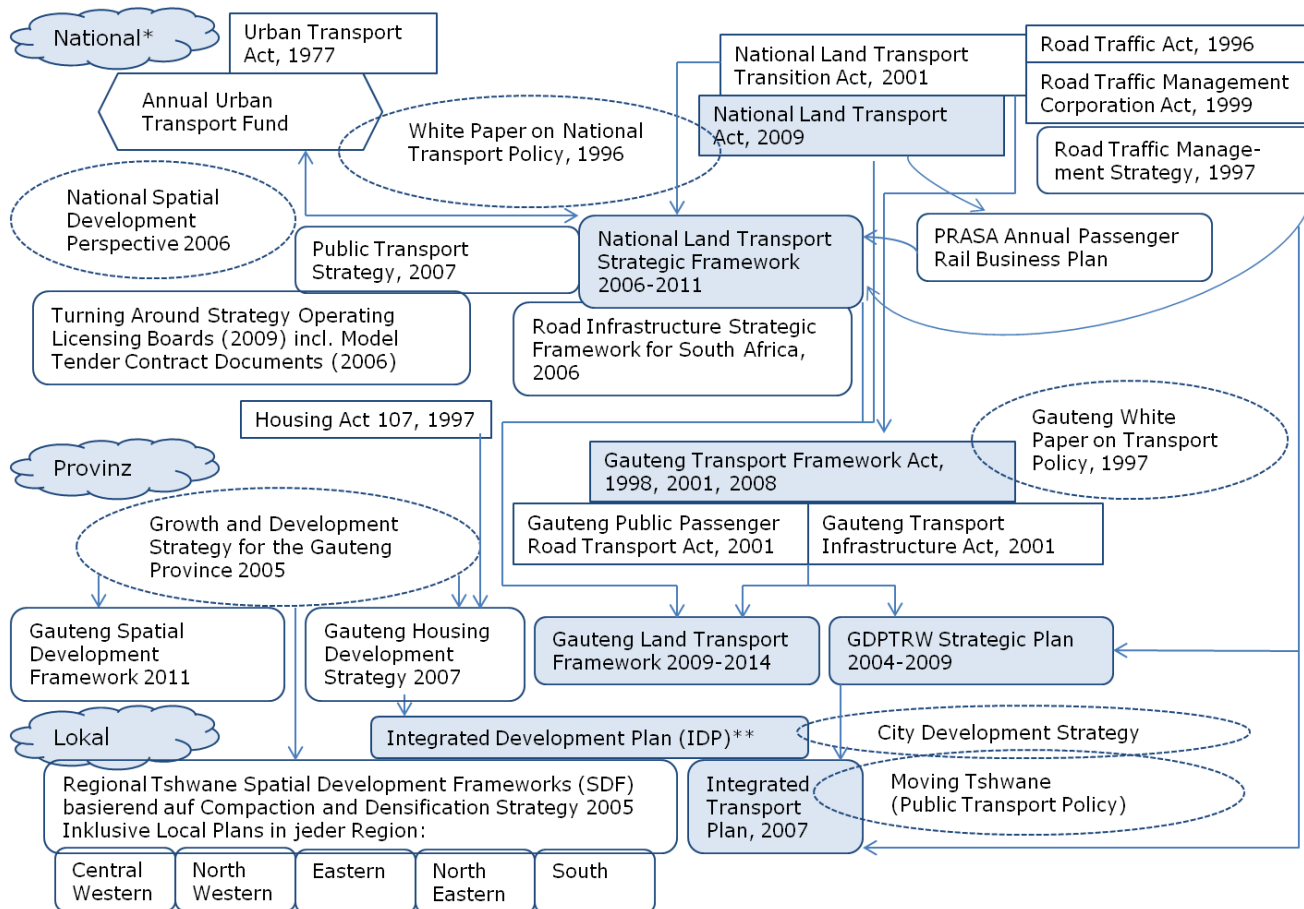 National*
Urban Transport
Act, 1977
Annual Urban
Transport Fund
White Paper on National
Transport Policy, 1996
National Land Transport
Transition Act, 2001
National Land Transport
Act, 2009
Road Traffic Act, 1996
Road Traffic Management
Corporation Act, 1999
Road Traffic Manage-
ment Strategy, 1997
National Spatial
Development
Perspective 2006
Public Transport
Strategy, 2007
National Land Transport
Strategic Framework
2006-2011
PRASA Annual Passenger
Rail Business Plan
Turning Around Strategy Operating
Licensing Boards (2009) incl. Model
Tender Contract Documents (2006)
Road Infrastructure Strategic
Framework for South Africa,
2006
Housing Act 107, 1997
Gauteng White
Paper on Transport
Policy, 1997
Provinz
Gauteng Transport Framework Act,
1998, 2001, 2008
Growth and Development
Strategy for the Gauteng
Province 2005
Gauteng Public Passenger
Road Transport Act, 2001
Gauteng Transport
Infrastructure Act, 2001
Gauteng Spatial
Development
Framework 2011
Gauteng Housing
Development
Strategy 2007
Gauteng Land Transport
Framework 2009-2014
GDPTRW Strategic Plan
2004-2009
Lokal
Integrated Development Plan (IDP)**
City Development Strategy
Regional Tshwane Spatial Development Frameworks (SDF)
basierend auf Compaction and Densification Strategy 2005
Inklusive Local Plans in jeder Region:
Integrated
Transport
Plan, 2007
Moving Tshwane
(Public Transport Policy)
Central
Western
North
Western
Eastern
North
Eastern
South